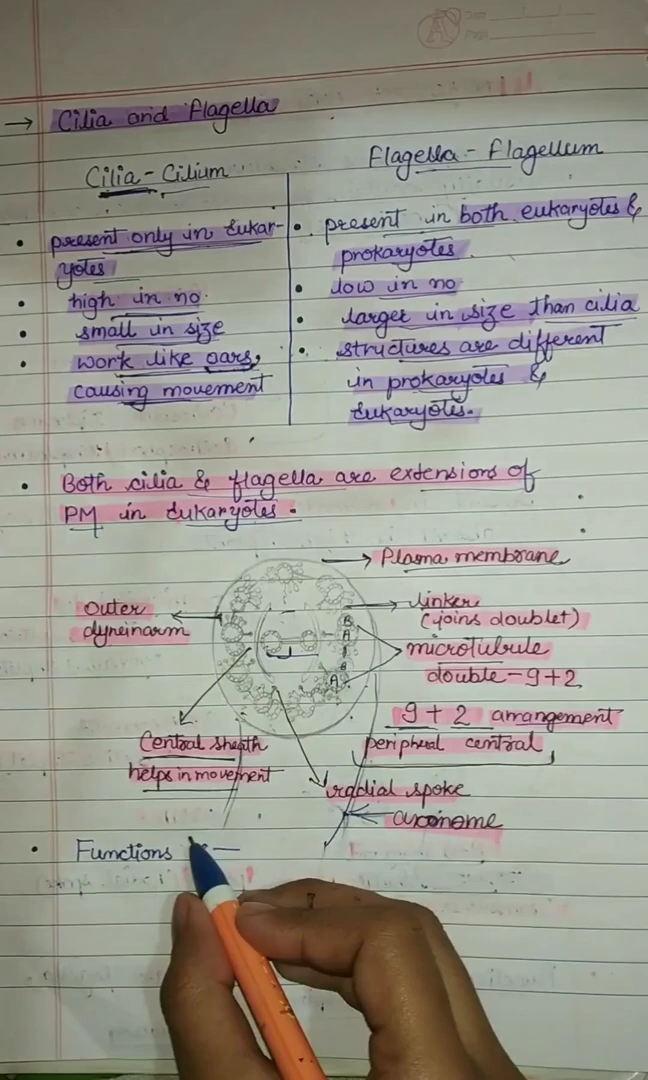 → Cilia and Flagella
Cilia - Cilium
• present only in Eukar-
yotes
• high in no.
• small in size
• work like oars,
causing movement
Flagella - Flagellum
• present in both eukaryotes &
prokaryotes.
• low in no
• larger in size than cilia
• structures are different
in prokaryotes &
Eukaryotes.
• Both cilia & flagella are extensions of
PM in Eukaryotes.
→ Plasma membrane
Outer
dyneinarm
linker
(joins doublet)
B
A
B
A
microtubule
double - 9+2
9 + 2 arrangement
peripheral central
Central sheath
helps in movement
radial spoke
axoneme
• Functions -